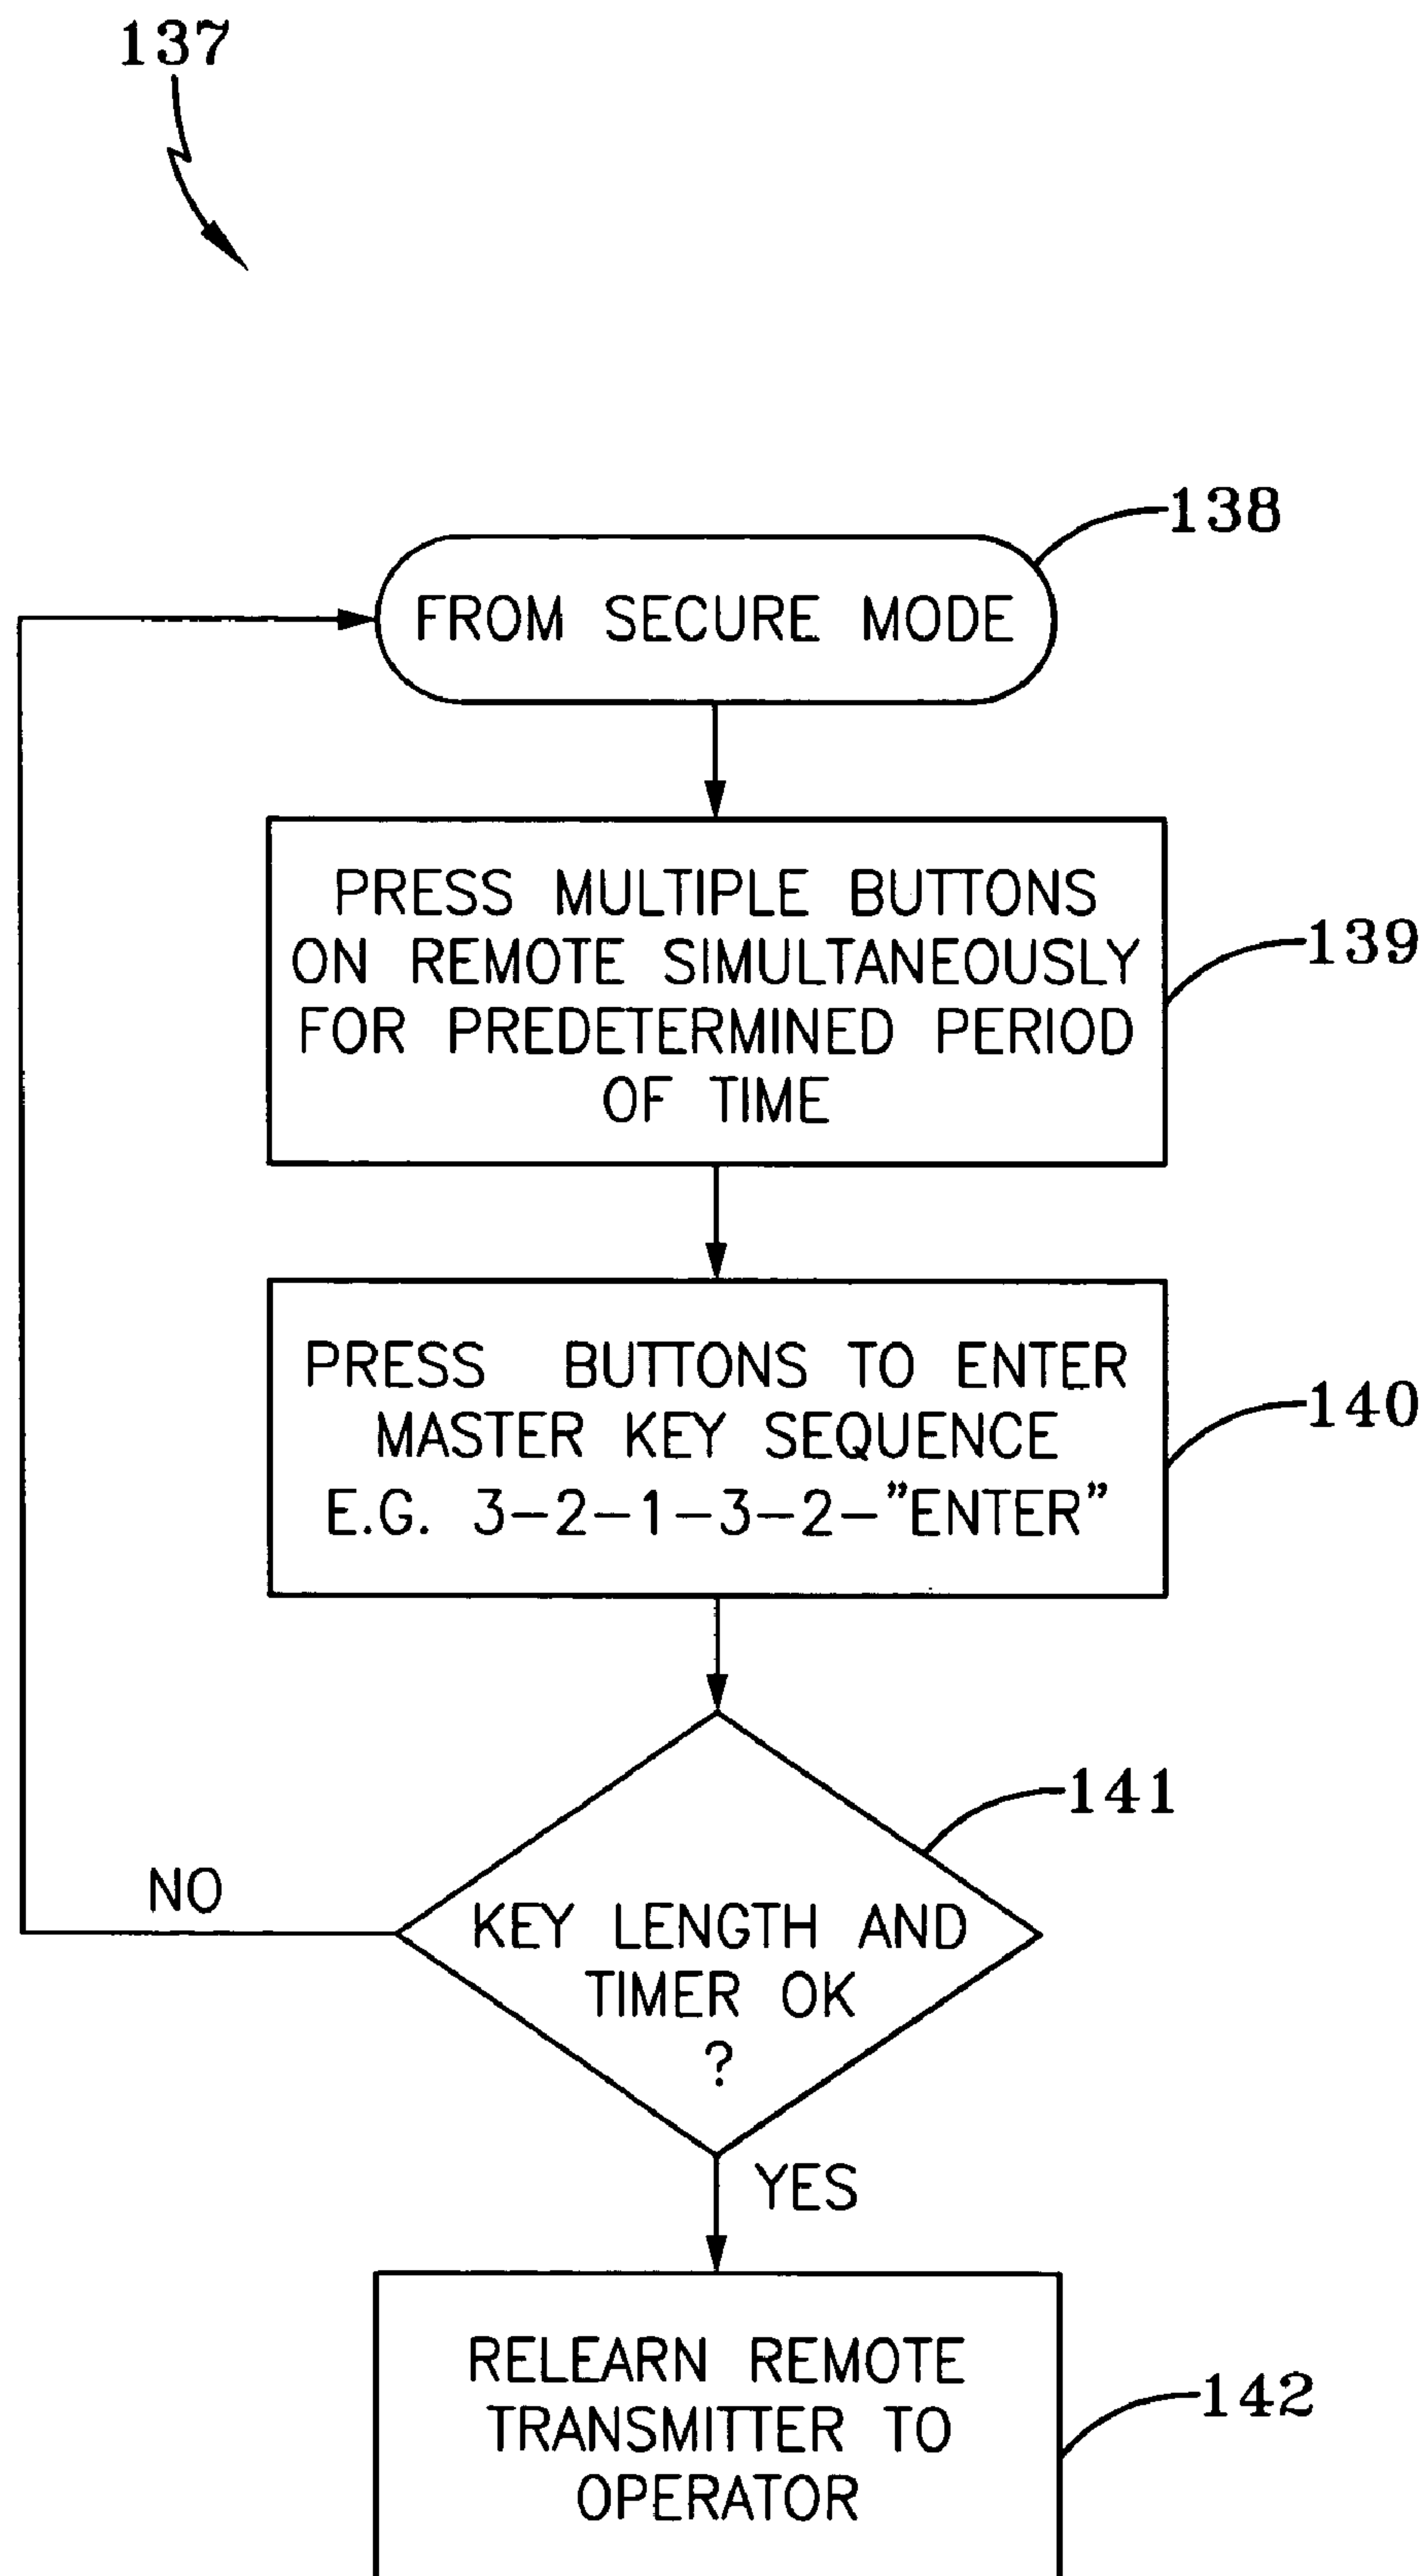 137
138
FROM SECURE MODE
PRESS MULTIPLE BUTTONS
ON REMOTE SIMULTANEOUSLY
FOR PREDETERMINED PERIOD
OF TIME
139
PRESS BUTTONS TO ENTER
MASTER KEY SEQUENCE
E.G. 3-2-1-3-2-"ENTER"
140
141
NO
KEY LENGTH AND
TIMER OK
?
YES
RELEARN REMOTE
TRANSMITTER TO
OPERATOR
142